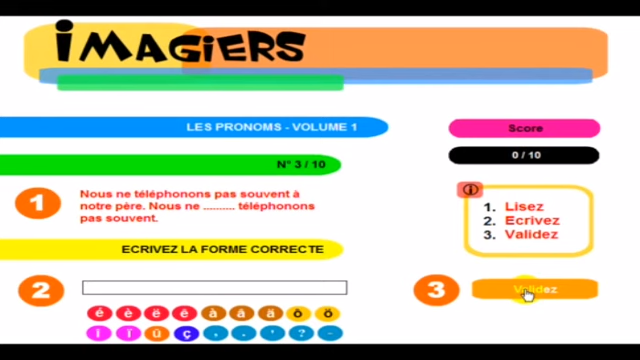 iMAGiERS
LES PRONOMS - VOLUME 1
Score
N° 3 / 10
0 / 10
1
Nous ne téléphonons pas souvent à
notre père. Nous ne .......... téléphonons
pas souvent.
1. Lisez
2. Ecrivez
3. Validez
ECRIVEZ LA FORME CORRECTE
2
3
Validez